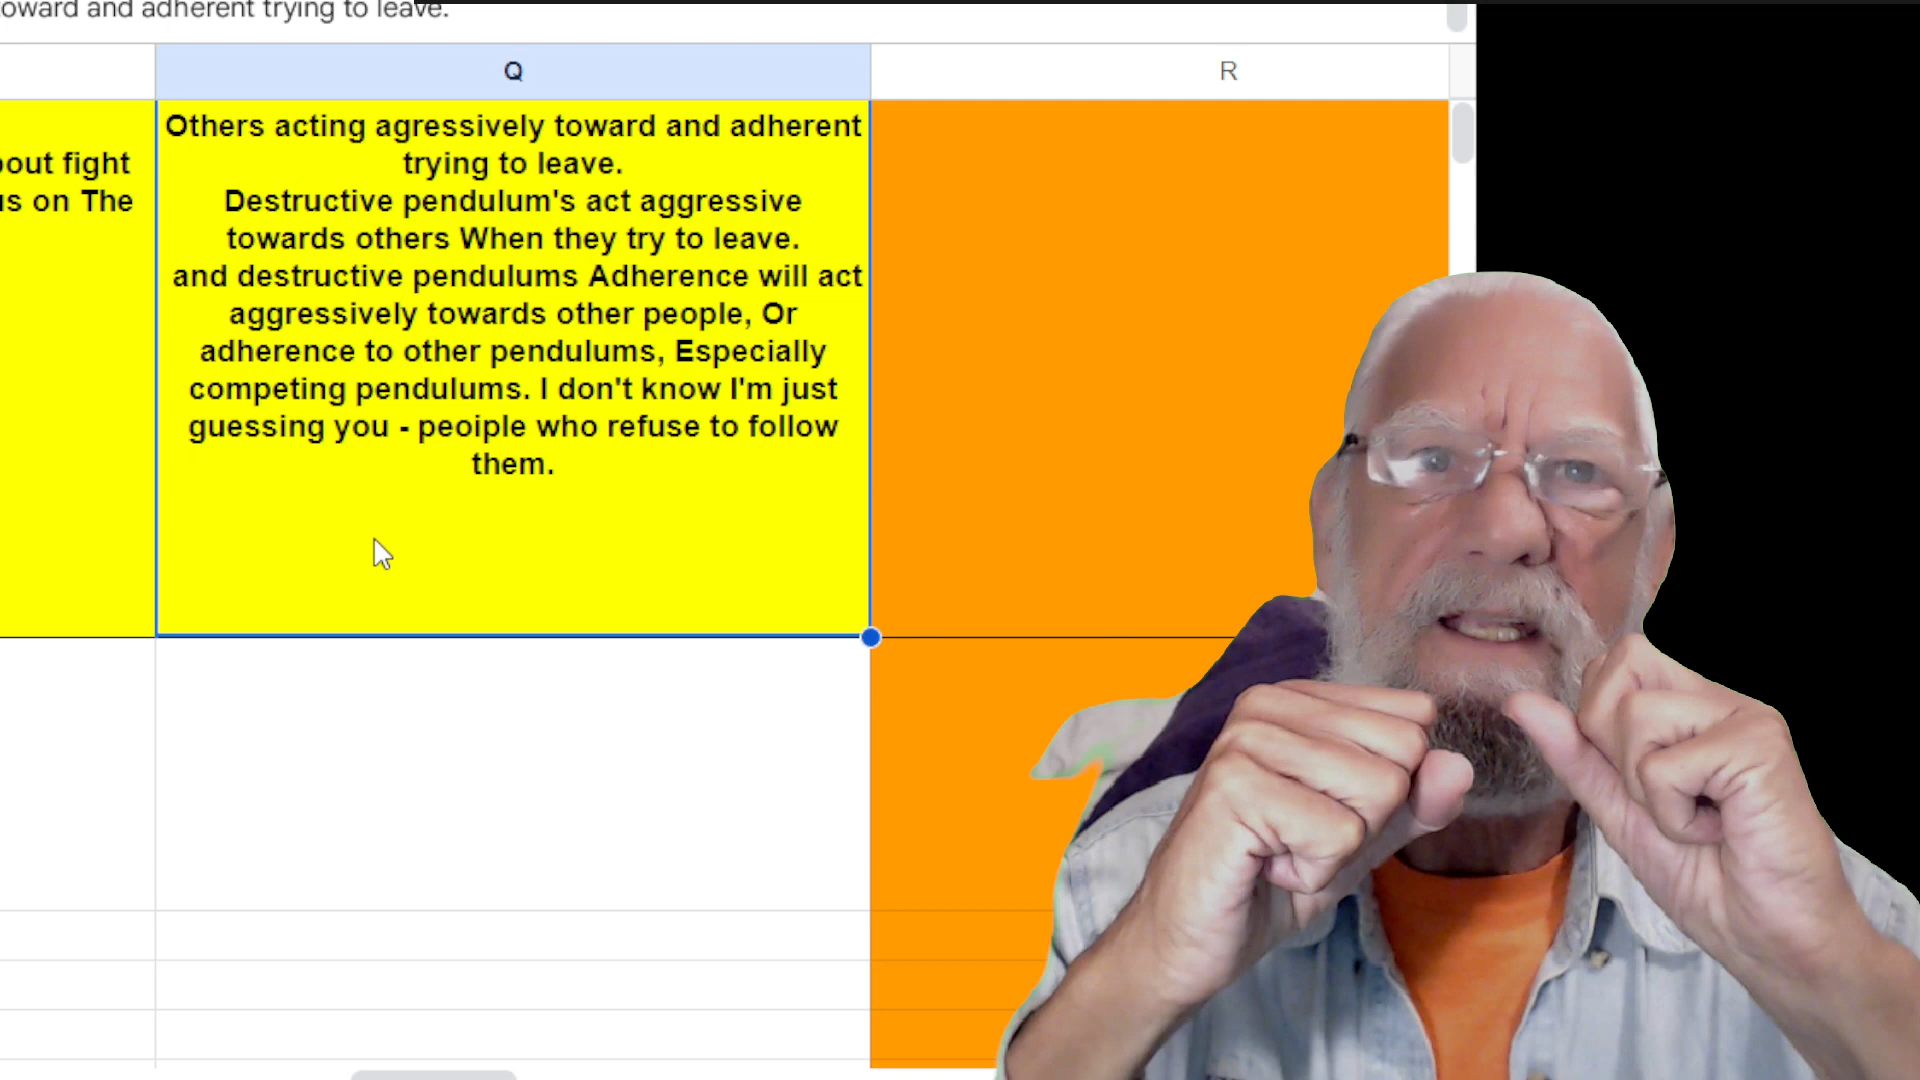 oward and adherent trying to leave.
Q
R
bout fight
us on The
Others acting agressively toward and adherent
trying to leave.
Destructive pendulum's act aggressive
towards others When they try to leave.
and destructive pendulums Adherence will act
aggressively towards other people, Or
adherence to other pendulums, Especially
competing pendulums. I don't know I'm just
guessing you - peoiple who refuse to follow
them.